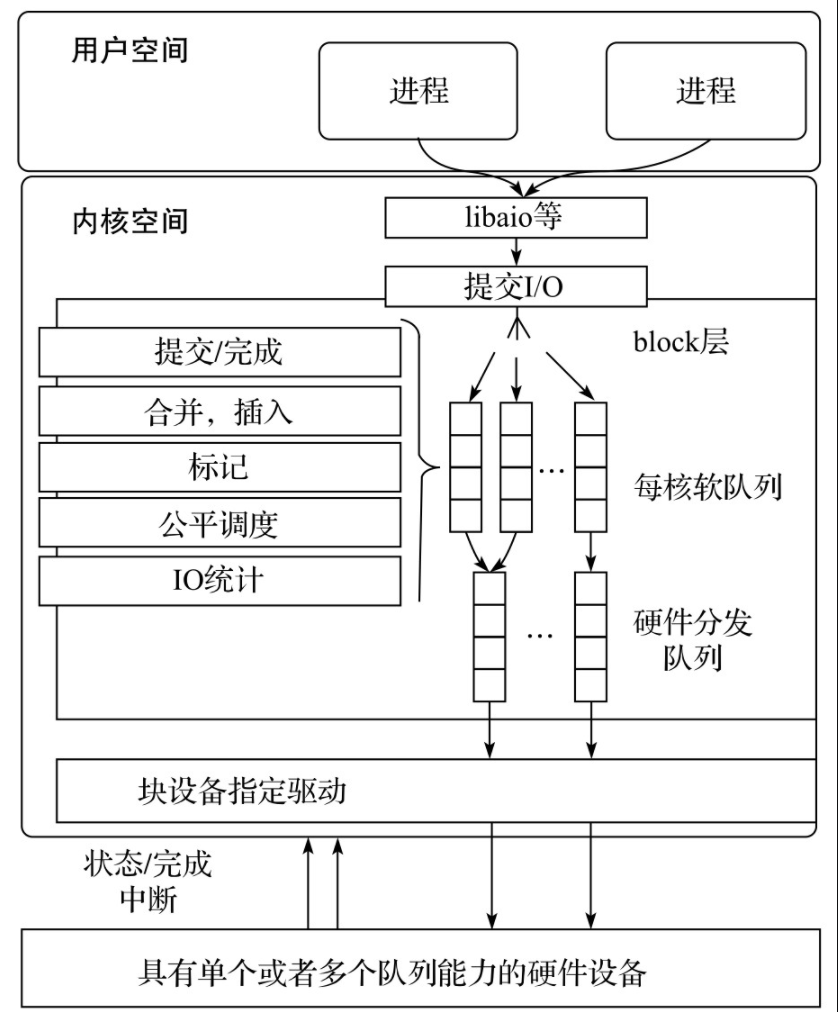 用户空间
进程
进程
内核空间
libaio等
提交I/O
block层
提交/完成
合并，插入
标记
公平调度
IO统计
…
每核软队列
…
硬件分发
队列
块设备指定驱动
状态/完成
中断
具有单个或者多个队列能力的硬件设备